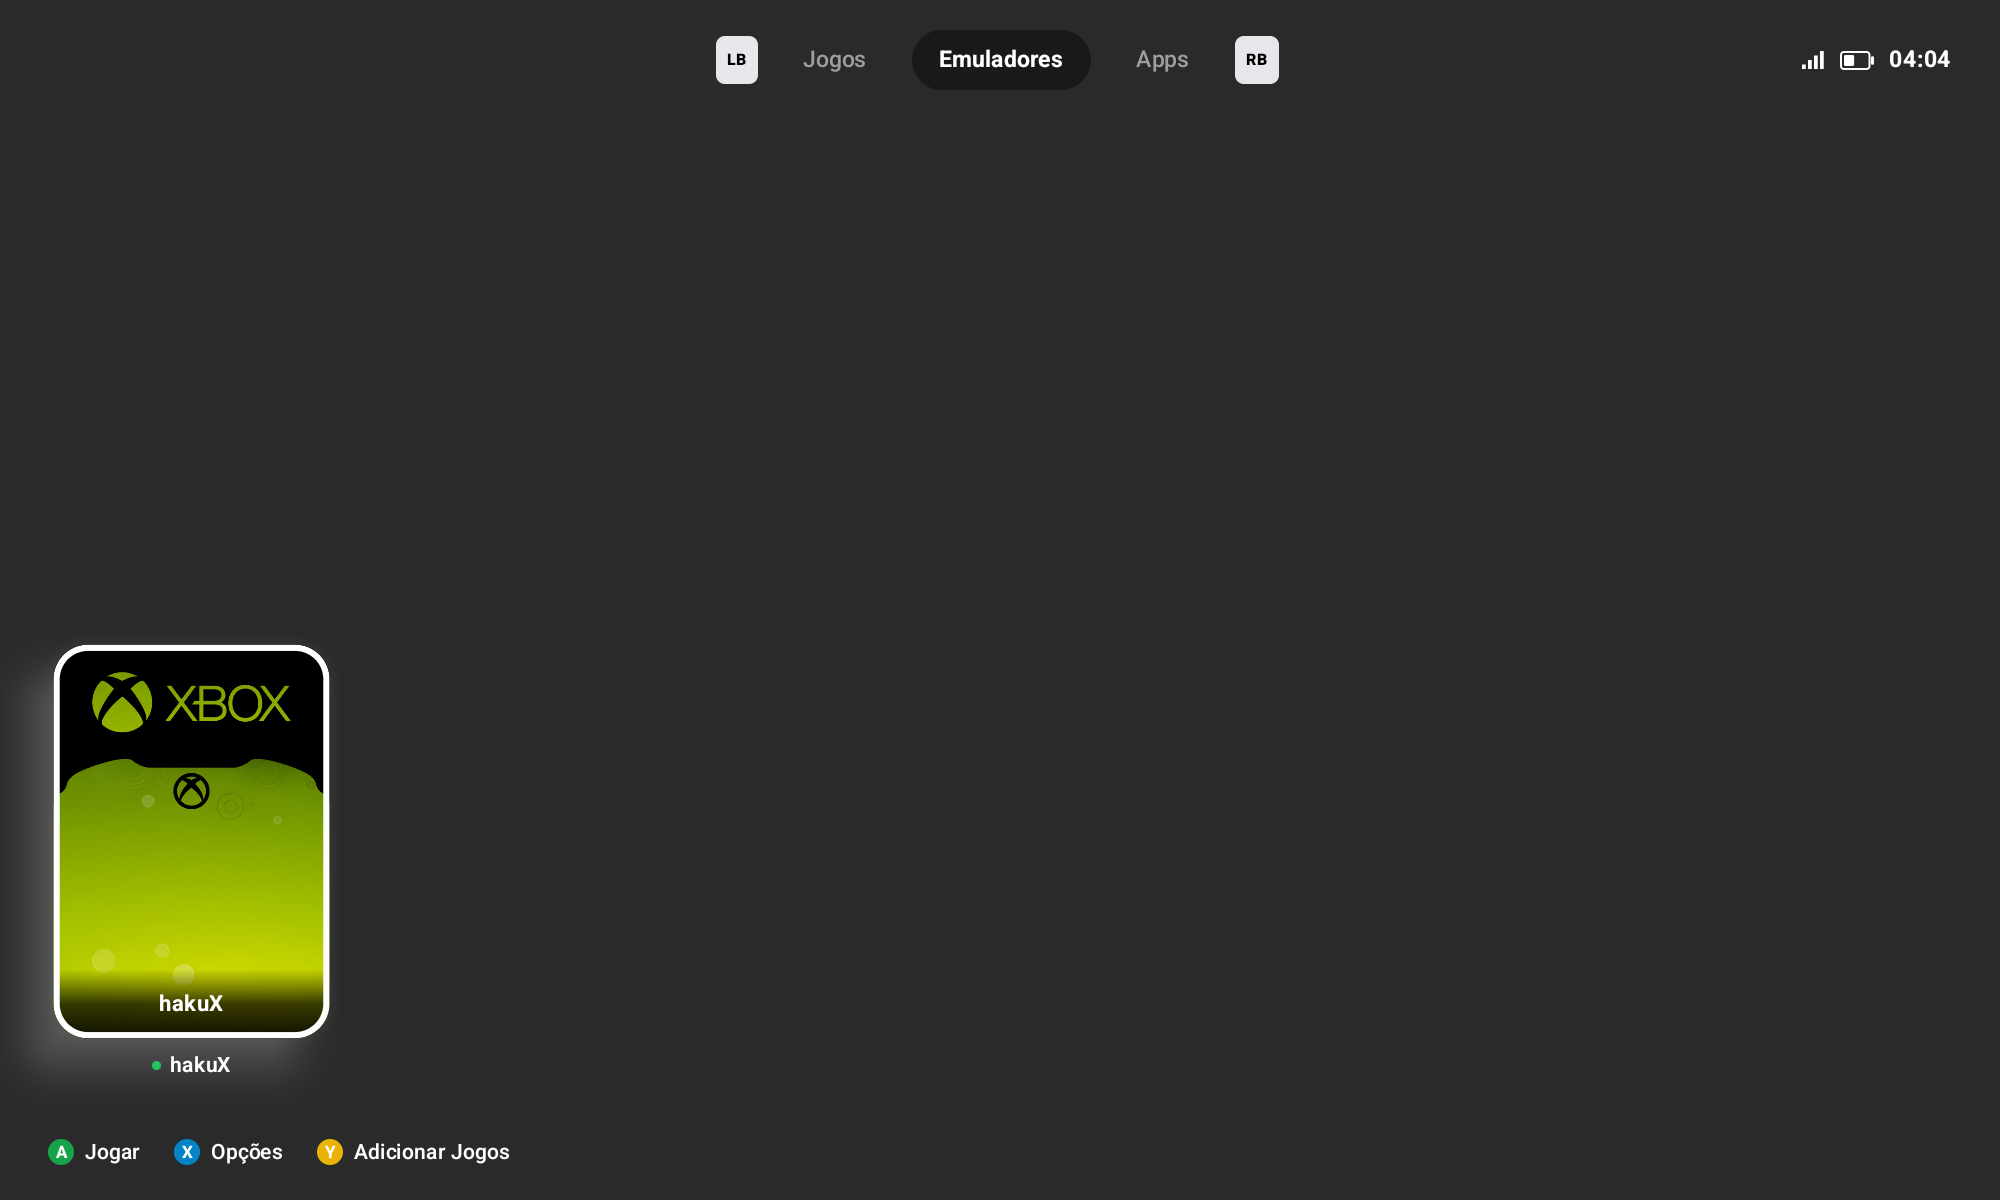 LB Jogos Emuladores Apps RB 04:04
XBOX
hakuX
hakuX
A Jogar X Opções Y Adicionar Jogos